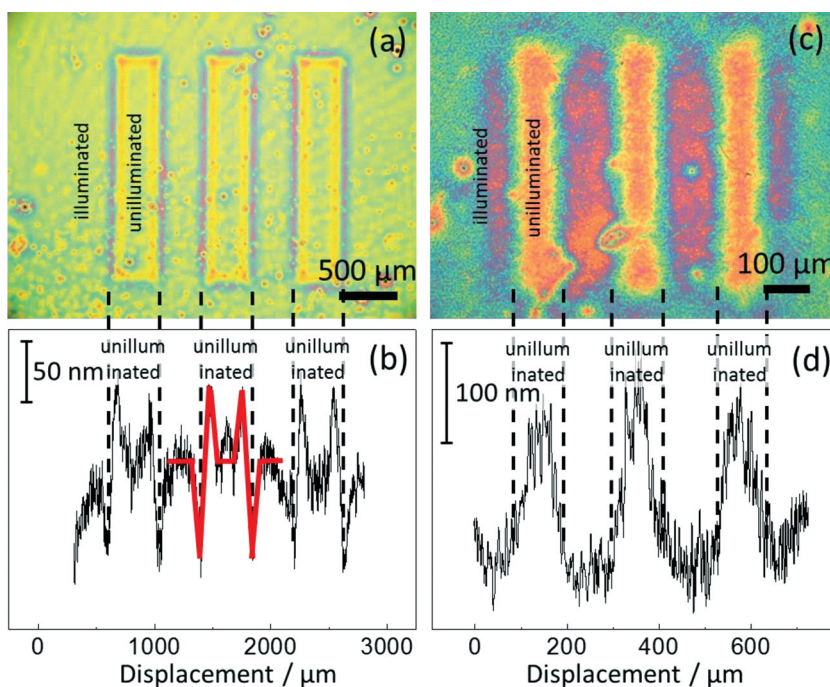 (a)
illuminated
unilluminated
500 μm
(c)
illuminated
unilluminated
100 μm
(b)
50 nm
unillum
inated
unillum
inated
unillum
inated
0
1000
2000
3000
Displacement / μm
(d)
100 nm
unillum
inated
unillum
inated
unillum
inated
0
200
400
600
Displacement / μm